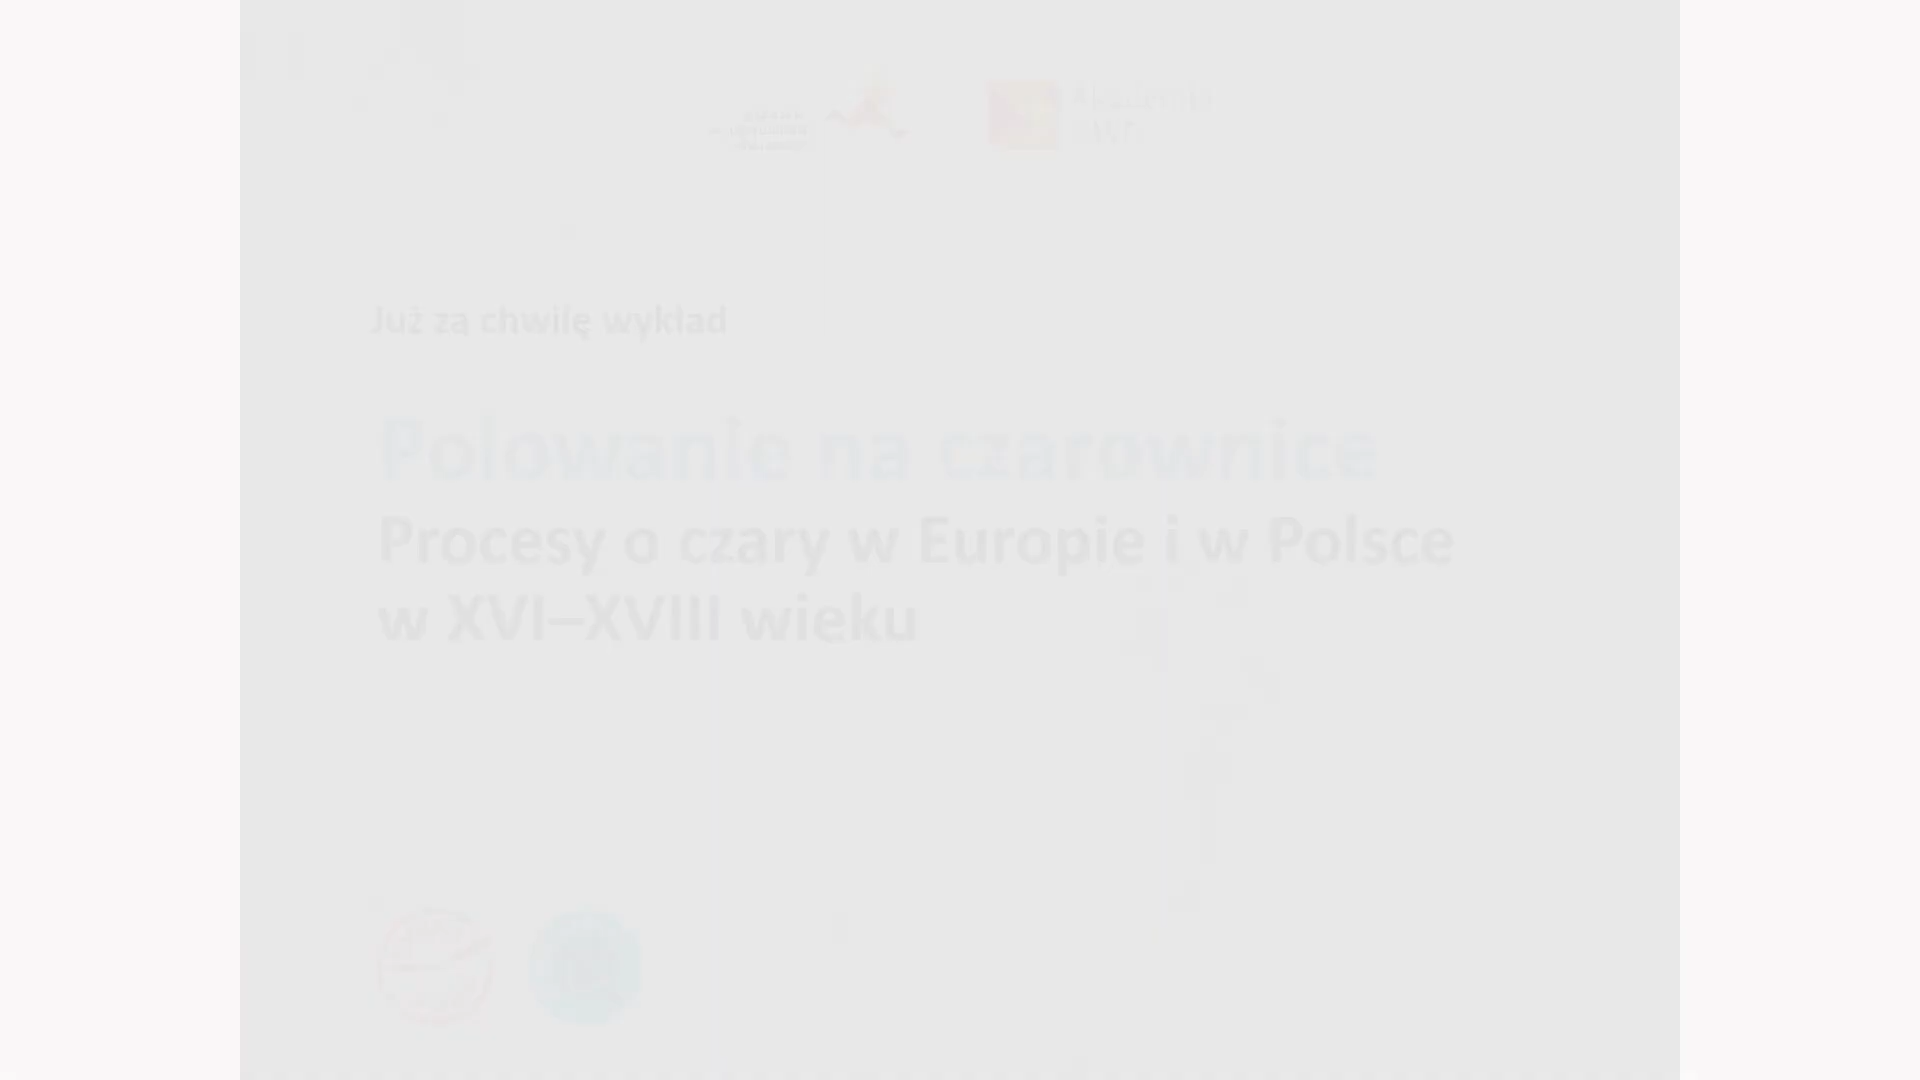 Już za chwilę wykład
Polowanie na czarownice
Procesy o czary w Europie i w Polsce
w XVI–XVIII wieku